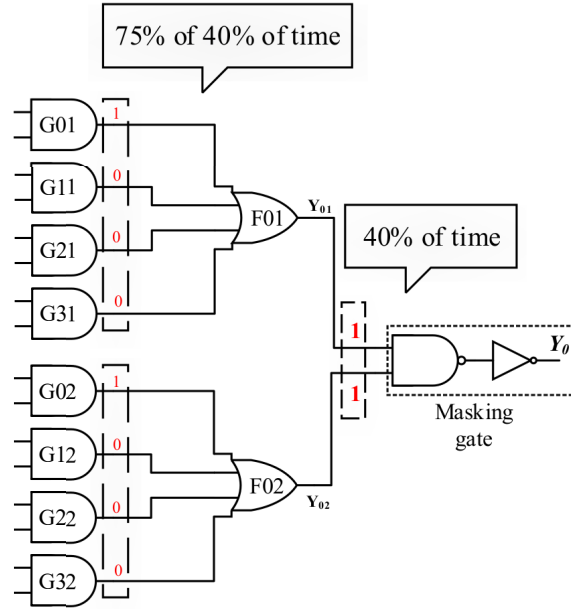 75% of 40% of time
G01
1
G11
0
F01
Y01
G21
0
40% of time
G31
0
1
Y0
1
Masking
gate
G02
1
G12
0
F02
Y02
G22
0
G32
0